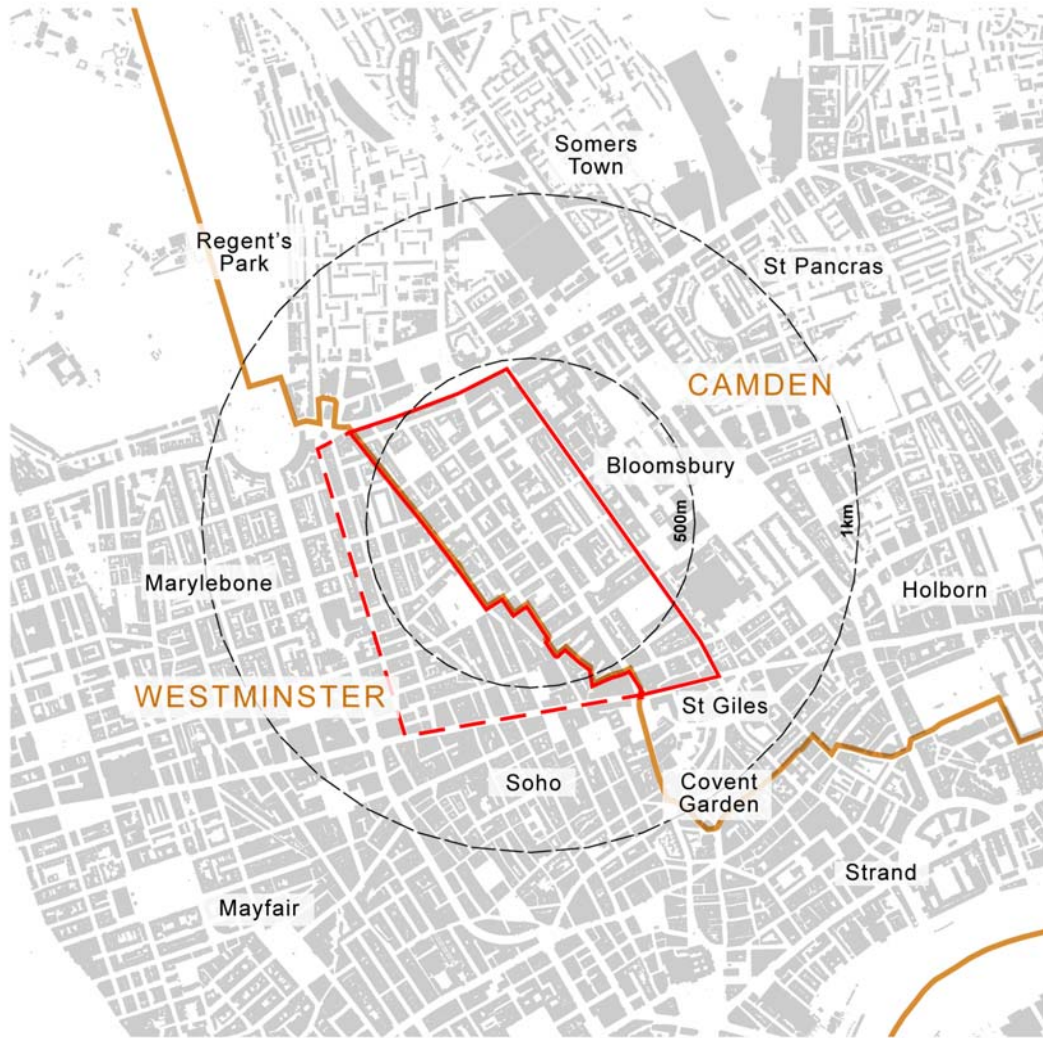 Somers
Town
Regent's
Park
St Pancras
CAMDEN
Bloomsbury
500m
1km
Marylebone
Holborn
WESTMINSTER
St Giles
Soho
Covent
Garden
Strand
Mayfair